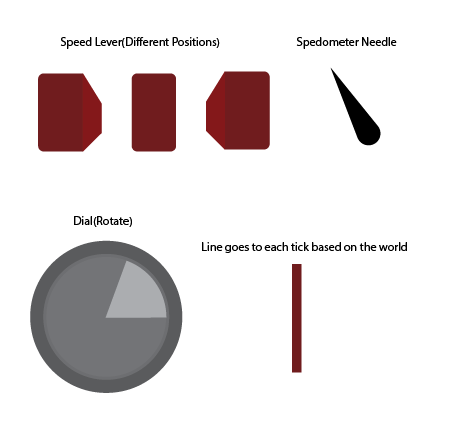 Speed Lever(Different Positions)
Spedometer Needle
Dial(Rotate)
Line goes to each tick based on the world